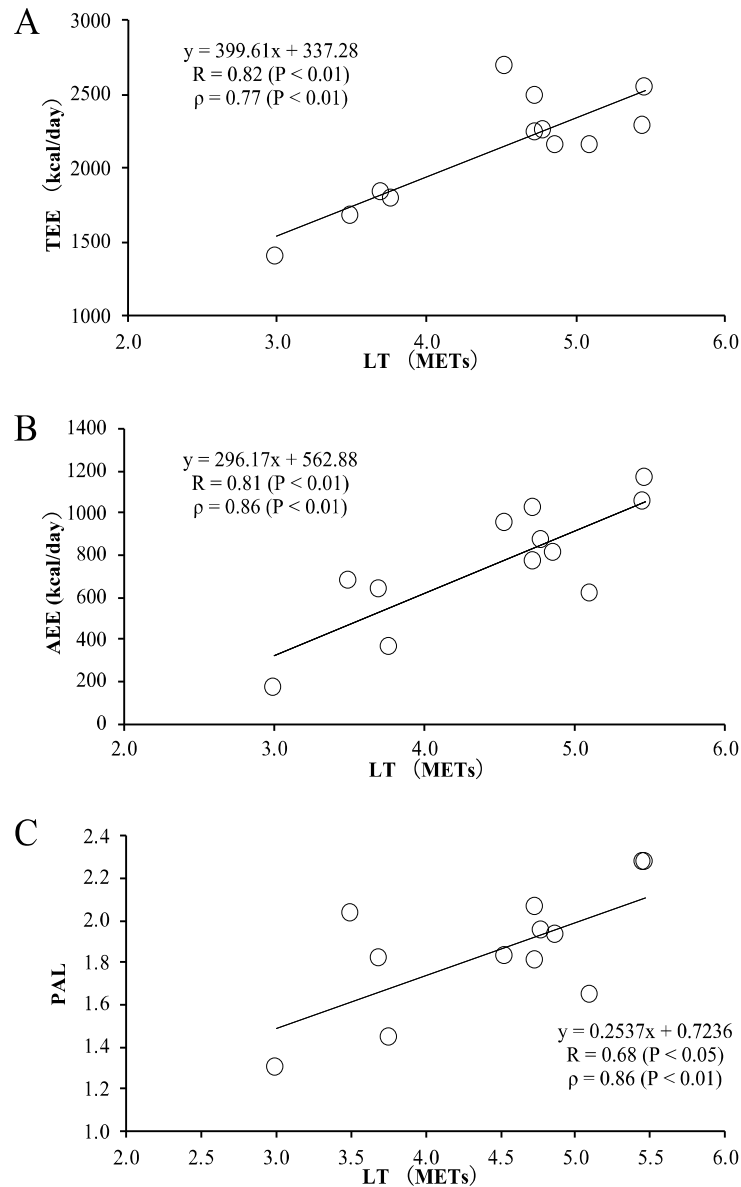 A
3000
2500
2000
1500
1000
TEE (kcal/day)
y = 399.61x + 337.28
R = 0.82 (P < 0.01)
ρ = 0.77 (P < 0.01)
2.0 3.0 4.0 5.0 6.0
LT (METs)
B
1400
1200
1000
800
600
400
200
0
AEE (kcal/day)
y = 296.17x + 562.88
R = 0.81 (P < 0.01)
ρ = 0.86 (P < 0.01)
2.0 3.0 4.0 5.0 6.0
LT (METs)
C
2.4
2.2
2.0
1.8
1.6
1.4
1.2
1.0
PAL
y = 0.2537x + 0.7236
R = 0.68 (P < 0.05)
ρ = 0.86 (P < 0.01)
2.0 2.5 3.0 3.5 4.0 4.5 5.0 5.5 6.0
LT (METs)